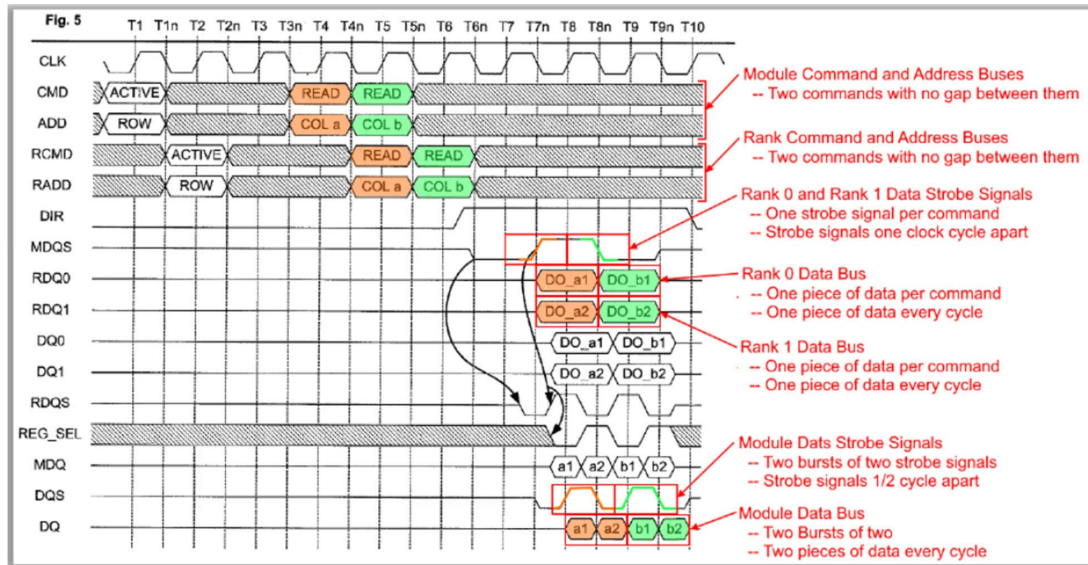 Fig. 5
T1 T1n T2 T2n T3 T3n T4 T4n T5 T5n T6 T6n T7 T7n T8 T8n T9 T9n T10
CLK
CMD ACTIVE READ READ
ADD ROW COL a COL b
RCMD ACTIVE READ READ
RADD ROW COL a COL b
DIR
MDQS
RDQ0 DO_a1 DO_b1
RDQ1 DO_a2 DO_b2
DQ0 DO_a1 DO_b1
DQ1 DO_a2 DO_b2
RDQS
REG_SEL
MDQ a1 a2 b1 b2
DQS
DQ a1 a2 b1 b2
Module Command and Address Buses
-- Two commands with no gap between them
Rank Command and Address Buses
-- Two commands with no gap between them
Rank 0 and Rank 1 Data Strobe Signals
-- One strobe signal per command
-- Strobe signals one clock cycle apart
Rank 0 Data Bus
-- One piece of data per command
-- One piece of data every cycle
Rank 1 Data Bus
-- One piece of data per command
-- One piece of data every cycle
Module Dats Strobe Signals
-- Two bursts of two strobe signals
-- Strobe signals 1/2 cycle apart
Module Data Bus
-- Two Bursts of two
-- Two pieces of data every cycle